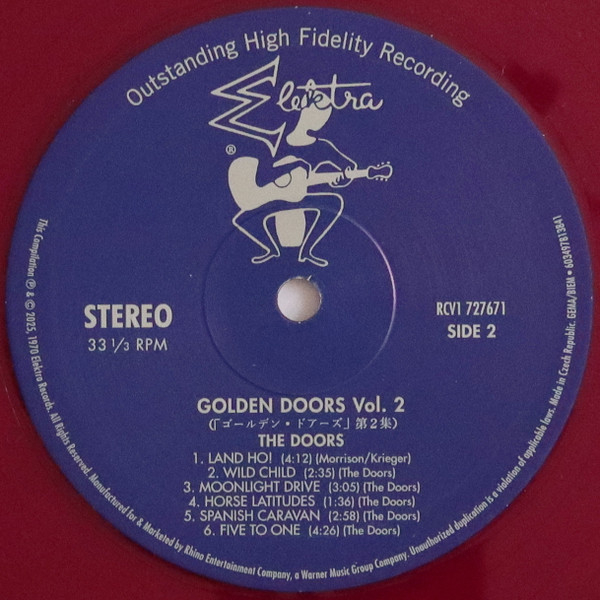 Outstanding High Fidelity Recording
Elektra
®
STEREO
33 1/3 RPM
RCV1 727671
SIDE 2
GOLDEN DOORS Vol. 2
(「ゴールデン・ドアーズ」第2集)
THE DOORS
1. LAND HO! (4:12) (Morrison/Krieger)
2. WILD CHILD (2:35) (The Doors)
3. MOONLIGHT DRIVE (3:05) (The Doors)
4. HORSE LATITUDES (1:36) (The Doors)
5. SPANISH CARAVAN (2:58) (The Doors)
6. FIVE TO ONE (4:26) (The Doors)
This Compilation ℗ & © 2025, 1970 Elektra Records. All Rights Reserved. Manufactured for & Marketed by Rhino Entertainment Company, a Warner Music Group Company. Unauthorized duplication is a violation of applicable laws. Made in Czech Republic. GEMA/BIEM • 603497813841